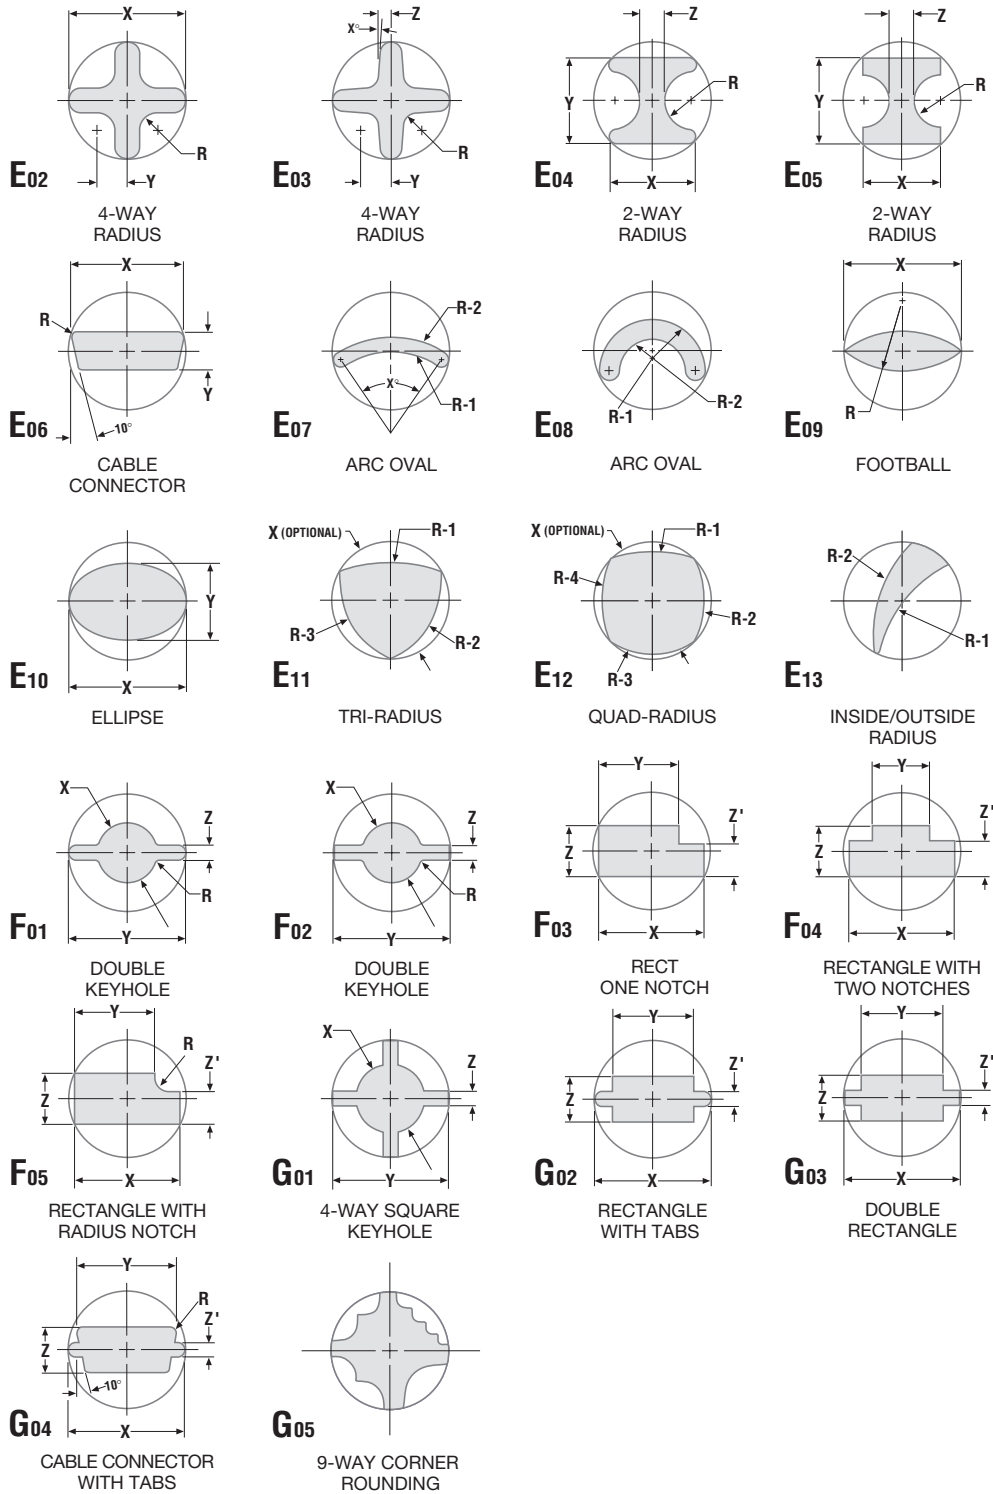 X
Y
R
E02
4-WAY
RADIUS
X°
Z
R
Y
E03
4-WAY
RADIUS
Z
Y
R
X
E04
2-WAY
RADIUS
Z
Y
R
X
E05
2-WAY
RADIUS
X
R
Y
10°
E06
CABLE
CONNECTOR
R-2
X°
R-1
E07
ARC OVAL
R-1
R-2
E08
ARC OVAL
X
R
E09
FOOTBALL
Y
X
E10
ELLIPSE
X (OPTIONAL)
R-1
R-3
R-2
E11
TRI-RADIUS
X (OPTIONAL)
R-1
R-4
R-2
R-3
E12
QUAD-RADIUS
R-2
R-1
E13
INSIDE/OUTSIDE
RADIUS
X
Z
R
Y
F01
DOUBLE
KEYHOLE
X
Z
R
Y
F02
DOUBLE
KEYHOLE
Y
Z'
Z
X
F03
RECT
ONE NOTCH
Y
Z'
Z
X
F04
RECTANGLE WITH
TWO NOTCHES
Y
R
Z'
Z
X
F05
RECTANGLE WITH
RADIUS NOTCH
X
Z
Y
G01
4-WAY SQUARE
KEYHOLE
Y
Z'
Z
X
G02
RECTANGLE
WITH TABS
Y
Z'
Z
X
G03
DOUBLE
RECTANGLE
Y
R
Z'
Z
10°
X
G04
CABLE CONNECTOR
WITH TABS
G05
9-WAY CORNER
ROUNDING